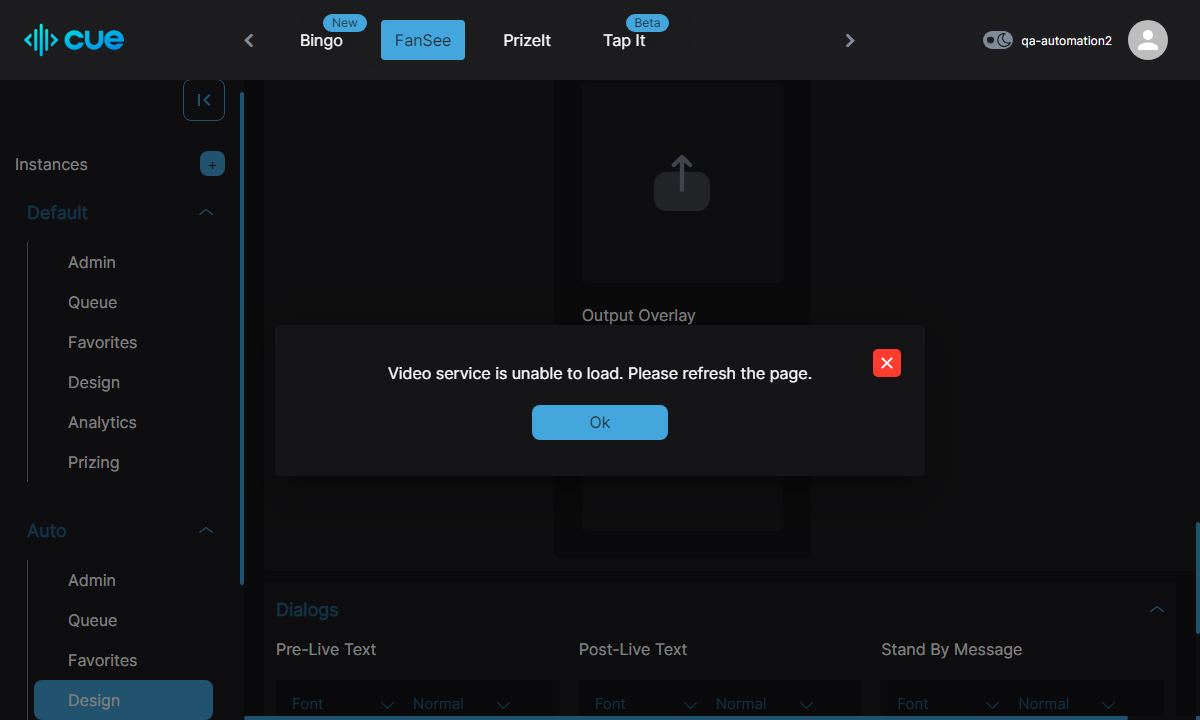 cue
New
Bingo
FanSee
PrizeIt
Beta
Tap It
qa-automation2
Instances
+
Default
Admin
Queue
Favorites
Design
Analytics
Prizing
Auto
Admin
Queue
Favorites
Design
Output Overlay
Video service is unable to load. Please refresh the page.
Ok
Dialogs
Pre-Live Text
Post-Live Text
Stand By Message
Font
Normal
Font
Normal
Font
Normal